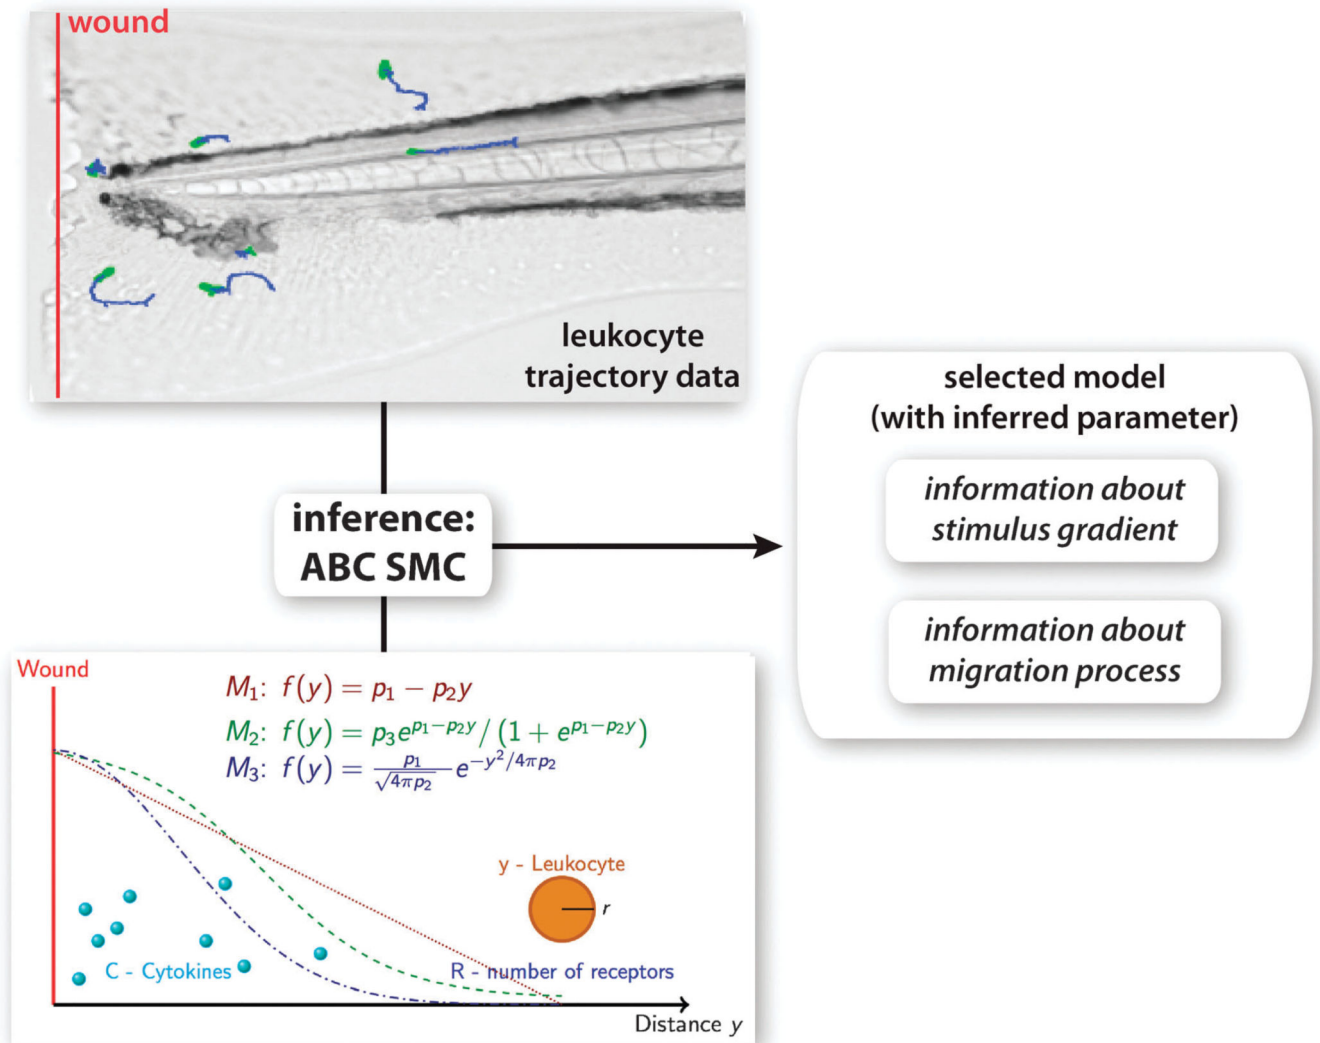 wound
leukocyte
trajectory data
inference:
ABC SMC
selected model
(with inferred parameter)
information about
stimulus gradient
information about
migration process
Wound
M₁: f(y) = p₁ − p₂y
M₂: f(y) = p₃e^{p₁−p₂y}/(1 + e^{p₁−p₂y})
M₃: f(y) = \frac{p₁}{\sqrt{4πp₂}} e^{−y²/4πp₂}
y - Leukocyte
r
C - Cytokines
R - number of receptors
Distance y